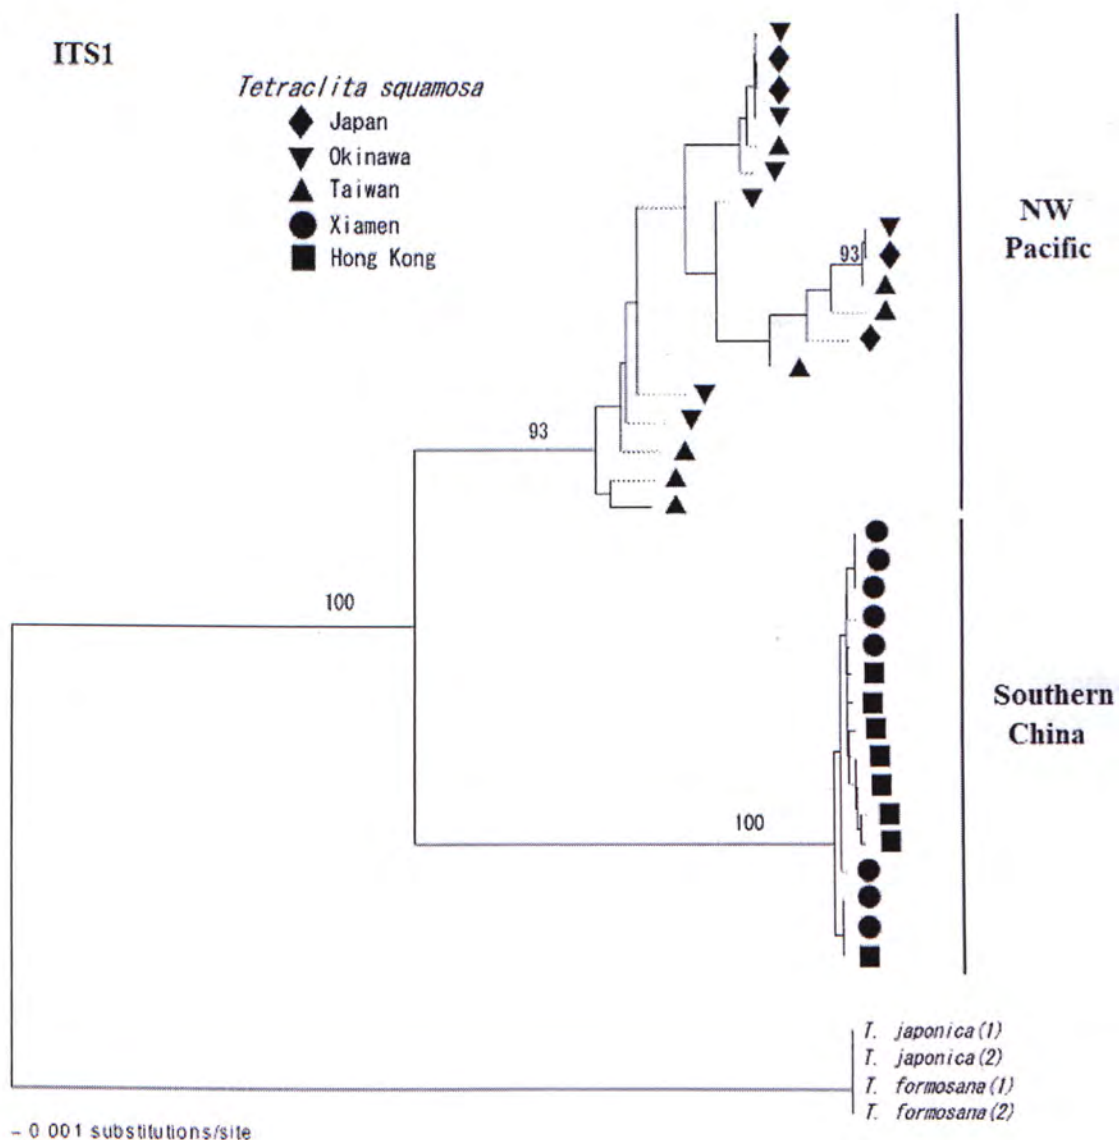 ITS1
Tetraclita squamosa
Japan
Okinawa
Taiwan
Xiamen
Hong Kong
NW
Pacific
93
93
100
Southern
China
100
T. japonica(1)
T. japonica(2)
T. formosana(1)
T. formosana(2)
– 0 001 substitutions/site